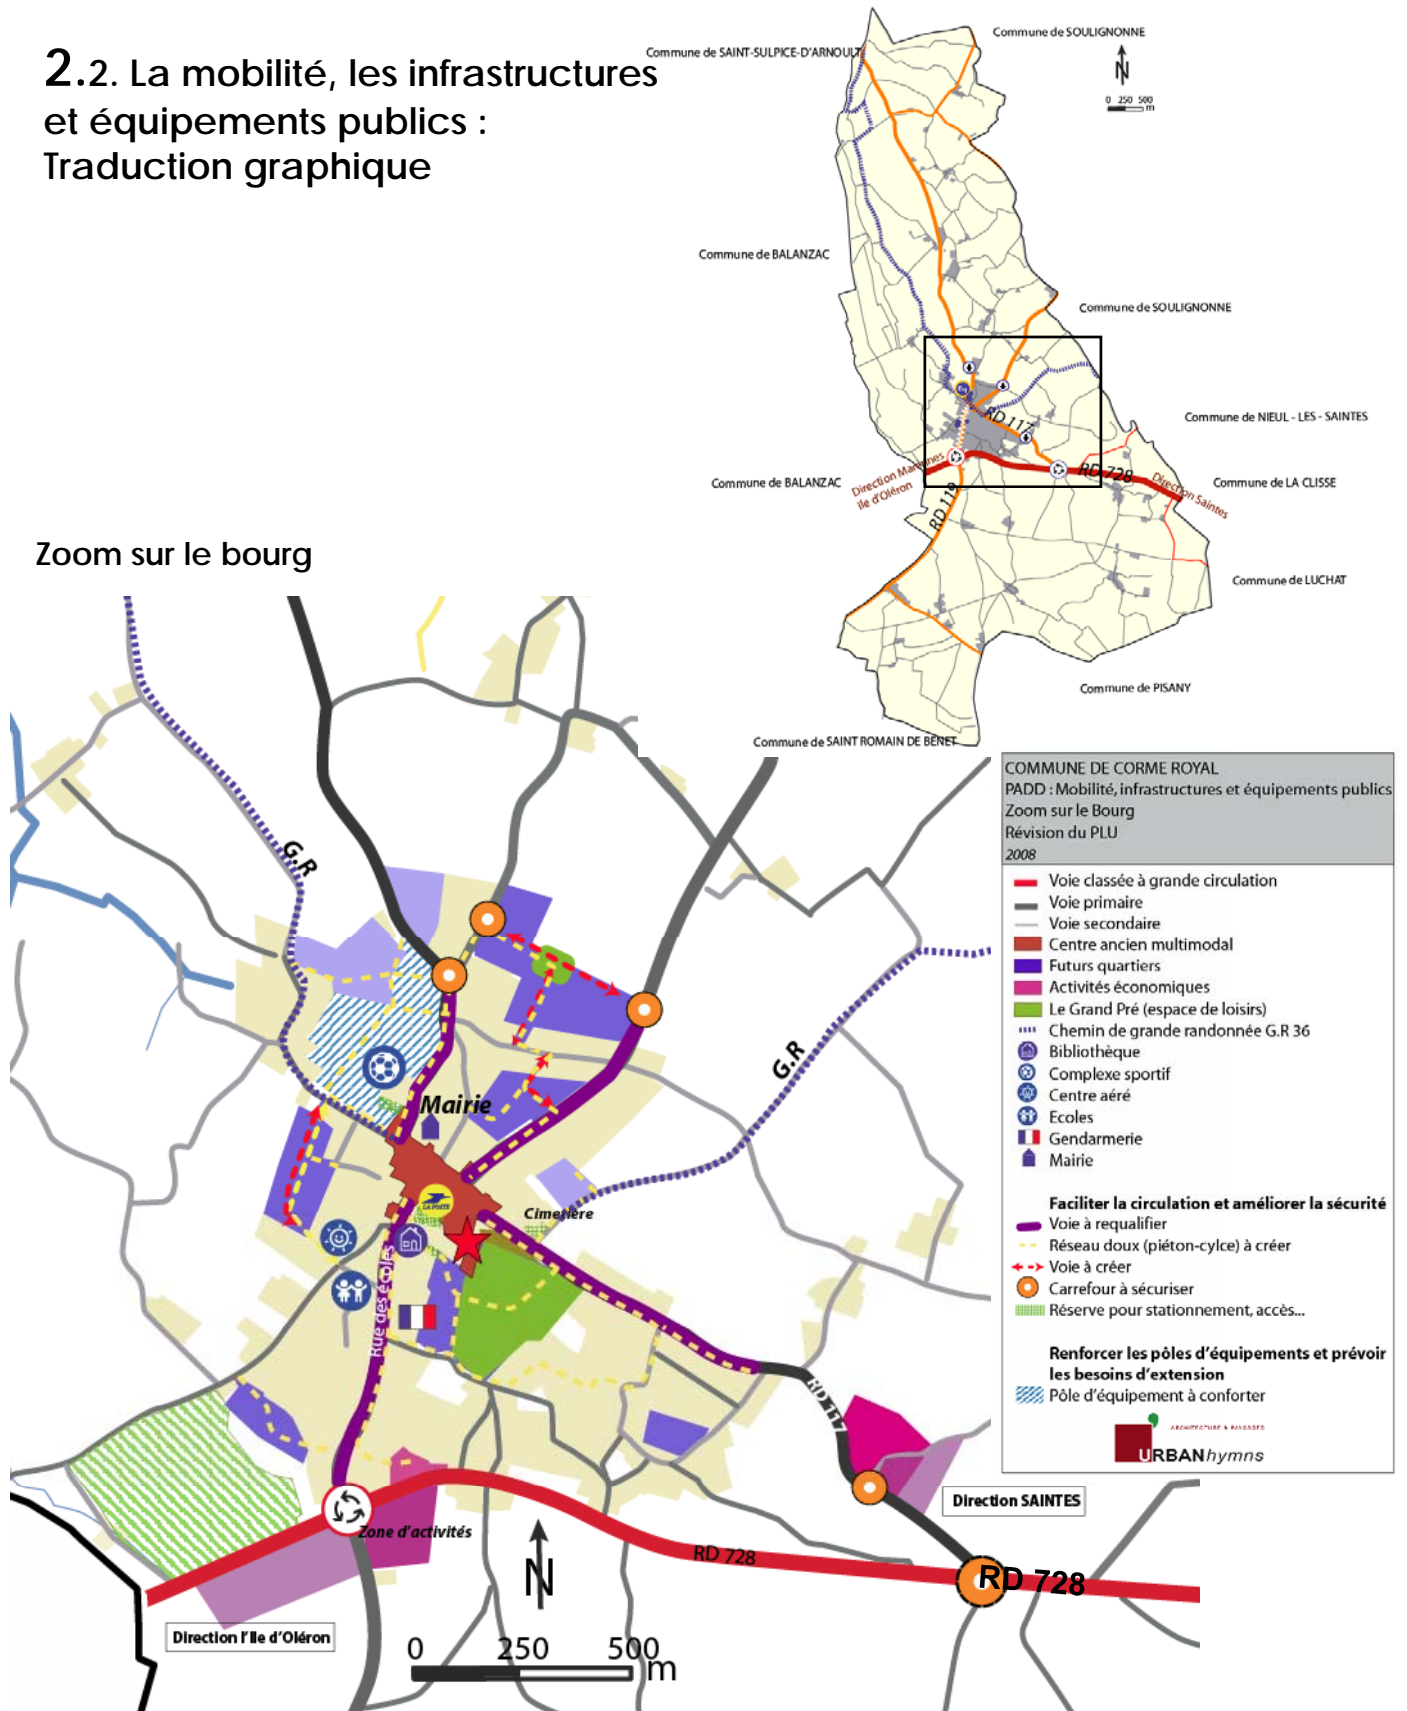 2.2. La mobilité, les infrastructures
et équipements publics :
Traduction graphique
Commune de SOULIGNONNE
Commune de SAINT-SULPICE-D'ARNOULT
N
0 250 500
m
Commune de BALANZAC
Commune de SOULIGNONNE
Commune de NIEUL - LES - SAINTES
RD 117
Commune de BALANZAC
Direction Marennes
Ile d'Oléron
RD 728
Direction Saintes
Commune de LA CLISSE
RD 119
Commune de LUCHAT
Commune de PISANY
Commune de SAINT ROMAIN DE BENET
Zoom sur le bourg
G.R
G.R
Mairie
LA POSTE
Cimetière
Rue des écoles
RD 117
Zone d'activités
Direction SAINTES
RD 728
RD 728
N
Direction l'Ile d'Oléron
0 250 500
m
COMMUNE DE CORME ROYAL
PADD : Mobilité, infrastructures et équipements publics
Zoom sur le Bourg
Révision du PLU
2008
Voie classée à grande circulation
Voie primaire
Voie secondaire
Centre ancien multimodal
Futurs quartiers
Activités économiques
Le Grand Pré (espace de loisirs)
Chemin de grande randonnée G.R 36
Bibliothèque
Complexe sportif
Centre aéré
Ecoles
Gendarmerie
Mairie
Faciliter la circulation et améliorer la sécurité
Voie à requalifier
Réseau doux (piéton-cylce) à créer
Voie à créer
Carrefour à sécuriser
Réserve pour stationnement, accès...
Renforcer les pôles d'équipements et prévoir
les besoins d'extension
Pôle d'équipement à conforter
ARCHITECTURE & PAYSAGES
URBANhymns